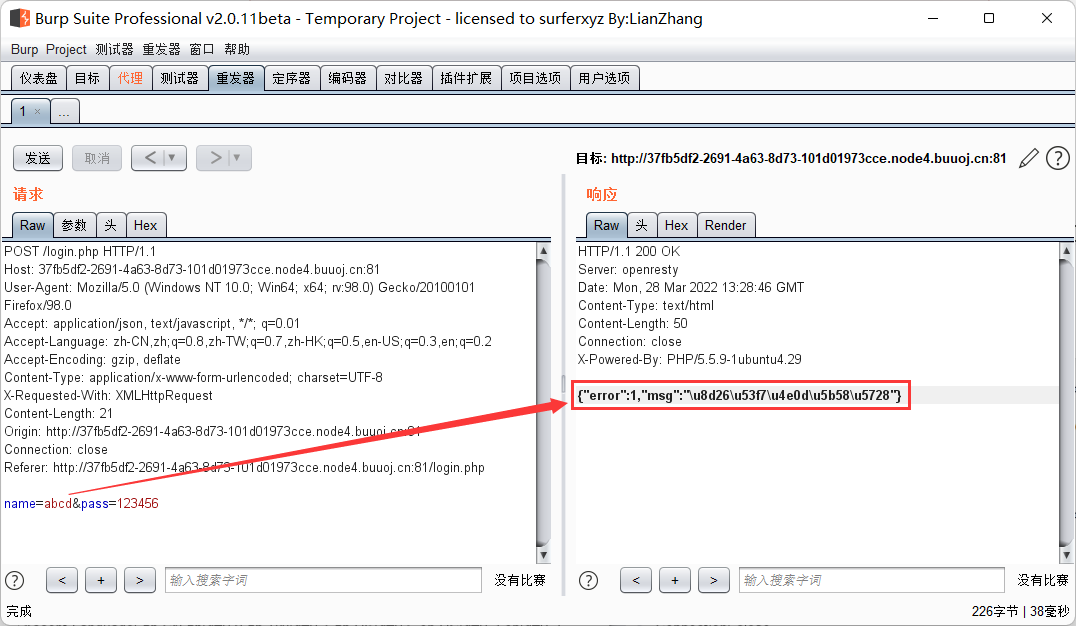 Burp Suite Professional v2.0.11beta - Temporary Project - licensed to surferxyz By:LianZhang
Burp Project 测试器 重发器 窗口 帮助
仪表盘 目标 代理 测试器 重发器 定序器 编码器 对比器 插件扩展 项目选项 用户选项
1 × ...
发送 取消 < > 目标: http://37fb5df2-2691-4a63-8d73-101d01973cce.node4.buuoj.cn:81 ?
请求
Raw 参数 头 Hex
POST /login.php HTTP/1.1
Host: 37fb5df2-2691-4a63-8d73-101d01973cce.node4.buuoj.cn:81
User-Agent: Mozilla/5.0 (Windows NT 10.0; Win64; x64; rv:98.0) Gecko/20100101
Firefox/98.0
Accept: application/json, text/javascript, */*; q=0.01
Accept-Language: zh-CN,zh;q=0.8,zh-TW;q=0.7,zh-HK;q=0.5,en-US;q=0.3,en;q=0.2
Accept-Encoding: gzip, deflate
Content-Type: application/x-www-form-urlencoded; charset=UTF-8
X-Requested-With: XMLHttpRequest
Content-Length: 21
Origin: http://37fb5df2-2691-4a63-8d73-101d01973cce.node4.buuoj.cn:81
Connection: close
Referer: http://37fb5df2-2691-4a63-8d73-101d01973cce.node4.buuoj.cn:81/login.php
name=abcd&pass=123456
? < + > 输入搜索字词 没有比赛
响应
Raw 头 Hex Render
HTTP/1.1 200 OK
Server: openresty
Date: Mon, 28 Mar 2022 13:28:46 GMT
Content-Type: text/html
Content-Length: 50
Connection: close
X-Powered-By: PHP/5.5.9-1ubuntu4.29
{"error":1,"msg":"\u8d26\u53f7\u4e0d\u5b58\u5728"}
? < + > 输入搜索字词 没有比赛
完成 226字节 | 38毫秒